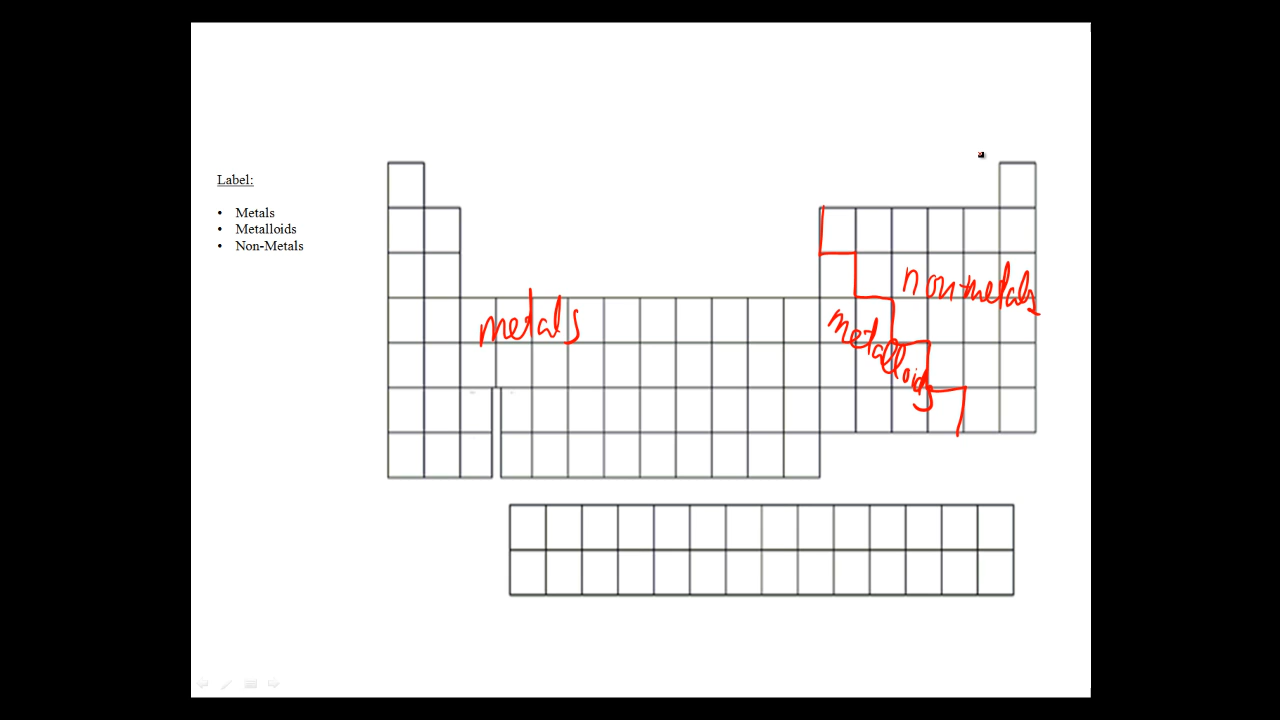 Label:
• Metals
• Metalloids
• Non-Metals
metals
metalloids
non-metals